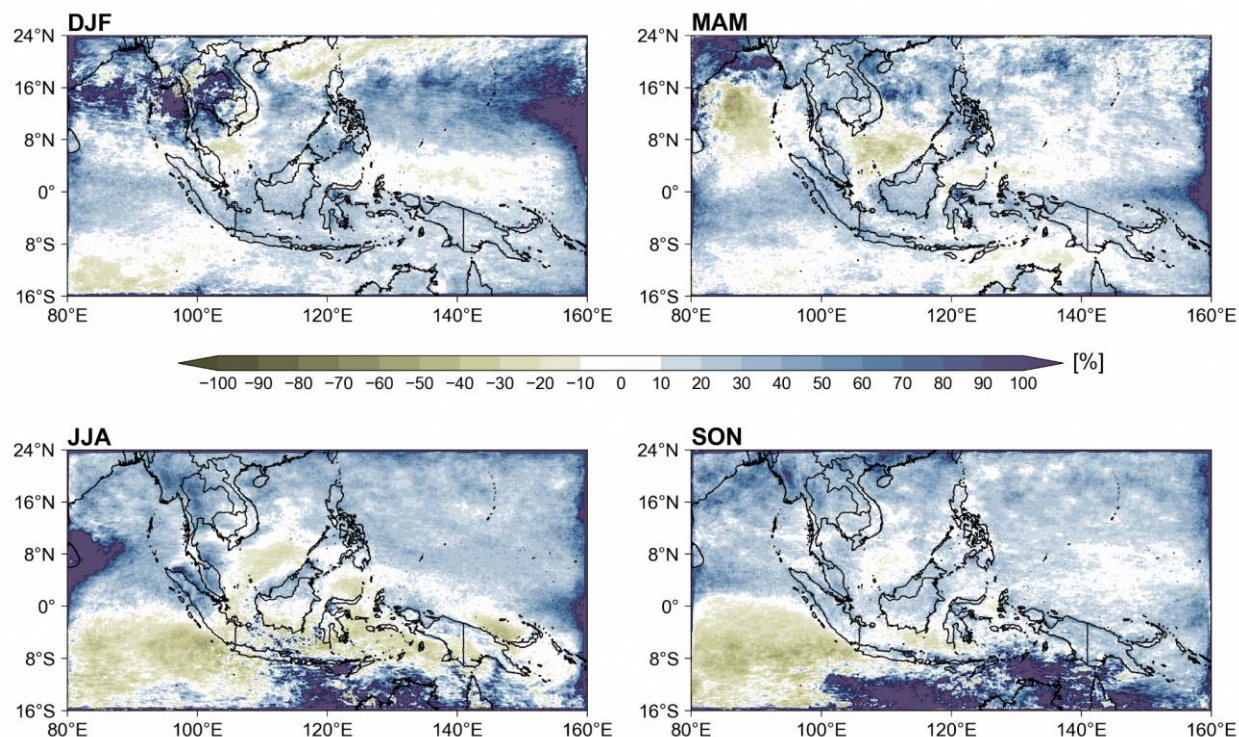 DJF MAM
24°N 24°N
16°N 16°N
8°N 8°N
0° 0°
8°S 8°S
16°S 16°S
80°E 100°E 120°E 140°E 160°E 80°E 100°E 120°E 140°E 160°E
−100 −90 −80 −70 −60 −50 −40 −30 −20 −10 0 10 20 30 40 50 60 70 80 90 100 [%]
JJA SON
24°N 24°N
16°N 16°N
8°N 8°N
0° 0°
8°S 8°S
16°S 16°S
80°E 100°E 120°E 140°E 160°E 80°E 100°E 120°E 140°E 160°E